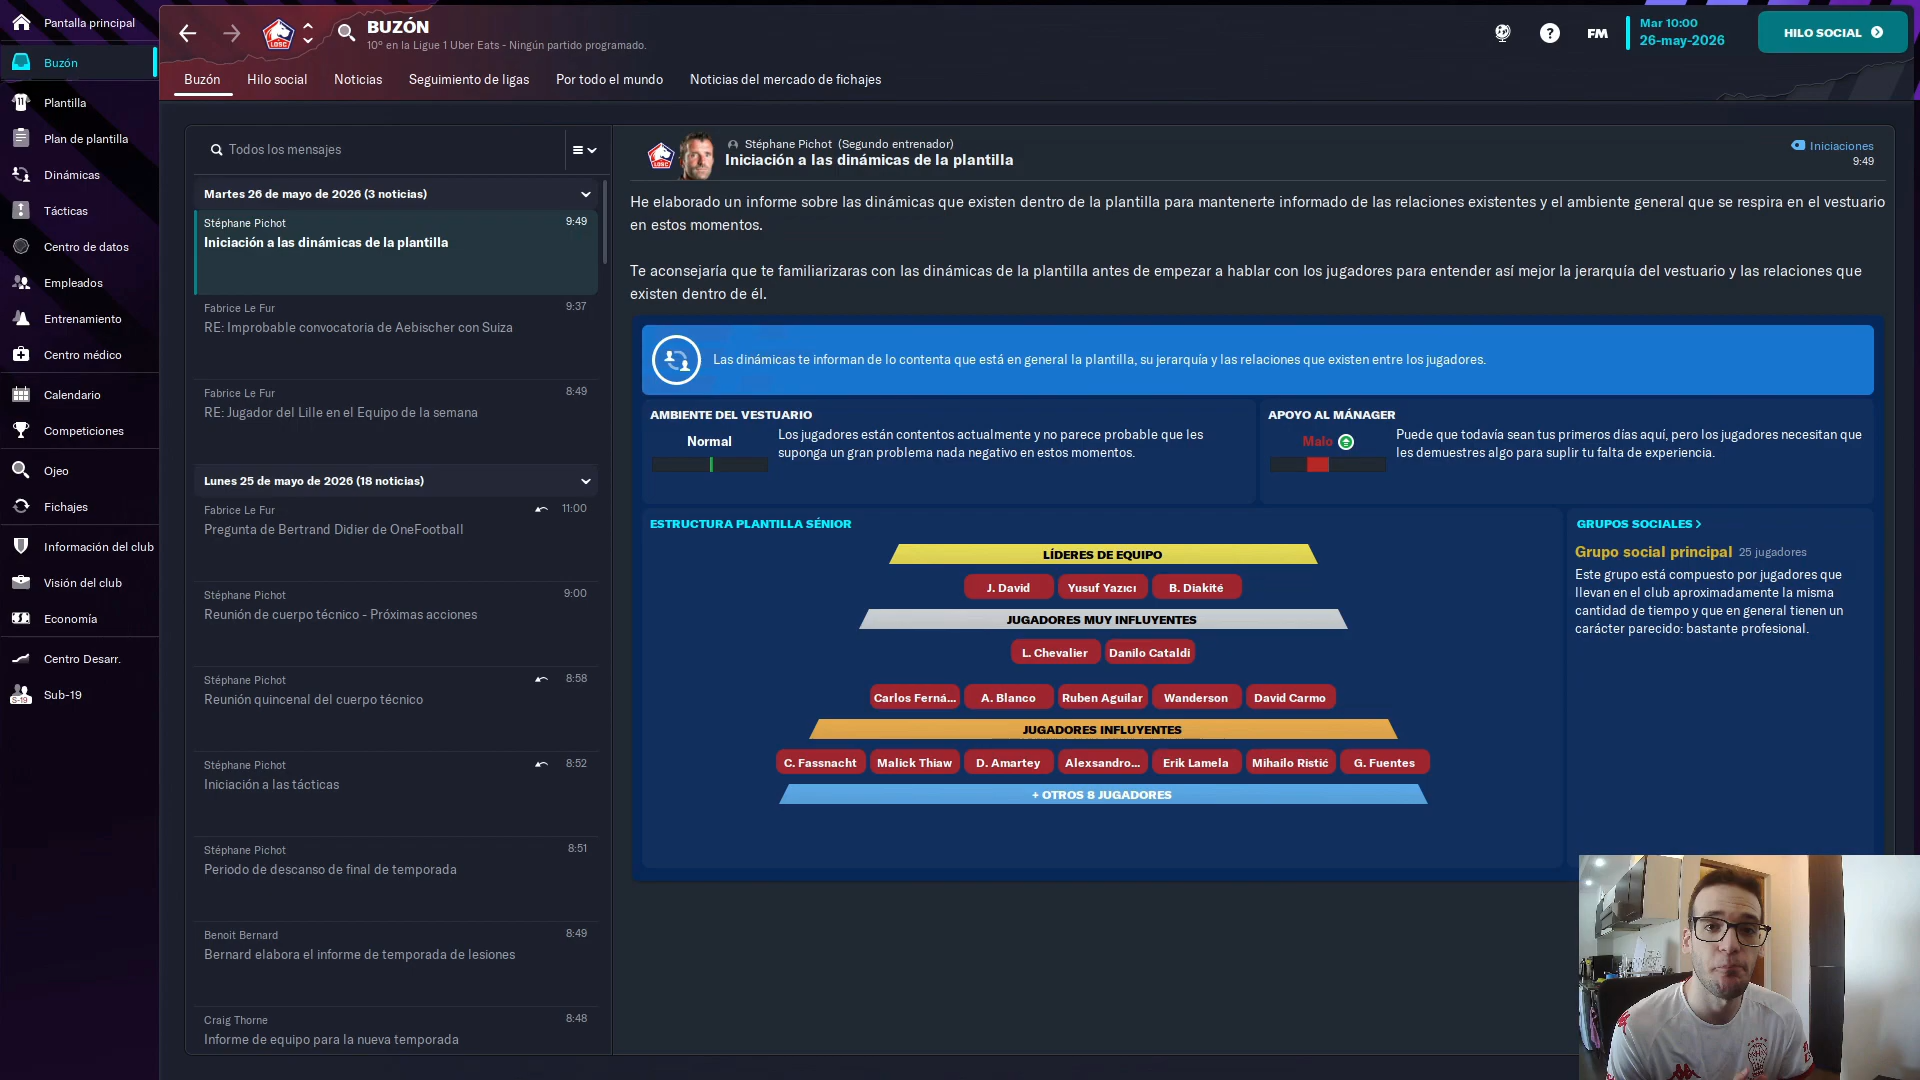 Pantalla principal
Buzón
Plantilla
Plan de plantilla
Dinámicas
Tácticas
Centro de datos
Empleados
Entrenamiento
Centro médico
Calendario
Competiciones
Ojeo
Fichajes
Información del club
Visión del club
Economía
Centro Desarr.
S-19
Sub-19
LOSC
BUZÓN
10º en la Ligue 1 Uber Eats - Ningún partido programado.
?
FM
Mar 10:00
26-may-2026
HILO SOCIAL
Buzón
Hilo social
Noticias
Seguimiento de ligas
Por todo el mundo
Noticias del mercado de fichajes
Todos los mensajes
Martes 26 de mayo de 2026 (3 noticias)
Stéphane Pichot 9:49
Iniciación a las dinámicas de la plantilla
Fabrice Le Fur 9:37
RE: Improbable convocatoria de Aebischer con Suiza
Fabrice Le Fur 8:49
RE: Jugador del Lille en el Equipo de la semana
Lunes 25 de mayo de 2026 (18 noticias)
Fabrice Le Fur 11:00
Pregunta de Bertrand Didier de OneFootball
Stéphane Pichot 9:00
Reunión de cuerpo técnico - Próximas acciones
Stéphane Pichot 8:58
Reunión quincenal del cuerpo técnico
Stéphane Pichot 8:52
Iniciación a las tácticas
Stéphane Pichot 8:51
Periodo de descanso de final de temporada
Benoit Bernard 8:49
Bernard elabora el informe de temporada de lesiones
Craig Thorne 8:48
Informe de equipo para la nueva temporada
LOSC
Stéphane Pichot (Segundo entrenador)
Iniciación a las dinámicas de la plantilla
Iniciaciones
9:49
He elaborado un informe sobre las dinámicas que existen dentro de la plantilla para mantenerte informado de las relaciones existentes y el ambiente general que se respira en el vestuario
en estos momentos.
Te aconsejaría que te familiarizaras con las dinámicas de la plantilla antes de empezar a hablar con los jugadores para entender así mejor la jerarquía del vestuario y las relaciones que
existen dentro de él.
Las dinámicas te informan de lo contenta que está en general la plantilla, su jerarquía y las relaciones que existen entre los jugadores.
AMBIENTE DEL VESTUARIO
Normal
Los jugadores están contentos actualmente y no parece probable que les
suponga un gran problema nada negativo en estos momentos.
APOYO AL MÁNAGER
Malo
Puede que todavía sean tus primeros días aquí, pero los jugadores necesitan que
les demuestres algo para suplir tu falta de experiencia.
ESTRUCTURA PLANTILLA SÉNIOR
LÍDERES DE EQUIPO
J. David Yusuf Yazıcı B. Diakité
JUGADORES MUY INFLUYENTES
L. Chevalier Danilo Cataldi
Carlos Ferná... A. Blanco Ruben Aguilar Wanderson David Carmo
JUGADORES INFLUYENTES
C. Fassnacht Malick Thiaw D. Amartey Alexsandro... Erik Lamela Mihailo Ristić G. Fuentes
+ OTROS 8 JUGADORES
GRUPOS SOCIALES >
Grupo social principal 25 jugadores
Este grupo está compuesto por jugadores que
llevan en el club aproximadamente la misma
cantidad de tiempo y que en general tienen un
carácter parecido: bastante profesional.